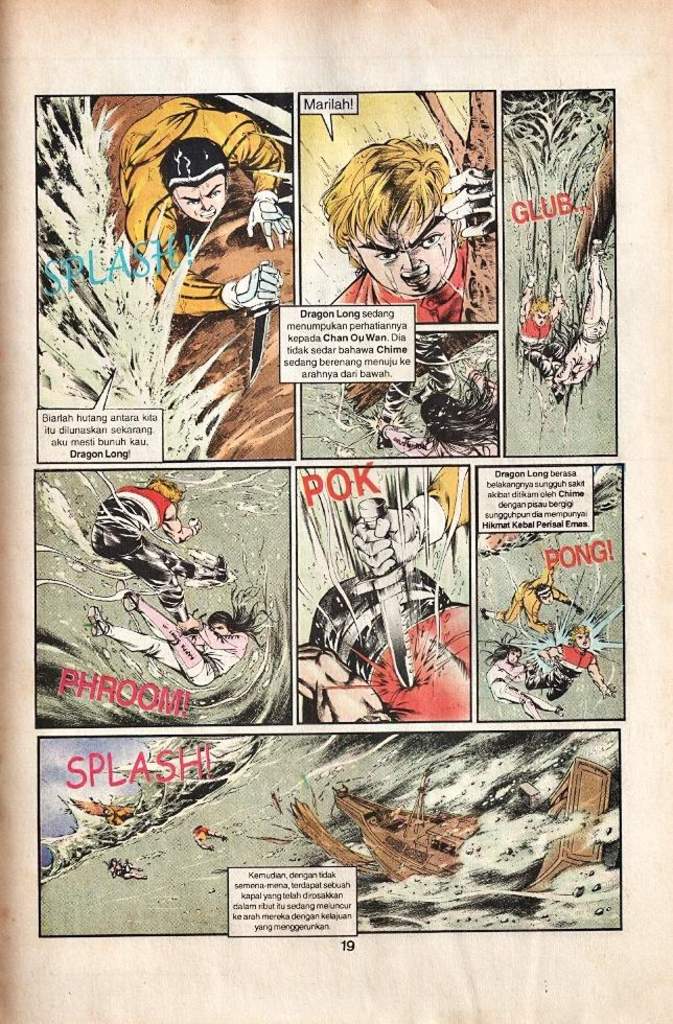 SPLASH!
Biarlah hutang antara kita
itu dilunaskan sekarang,
aku mesti bunuh kau,
Dragon Long!
Marilah!
Dragon Long sedang
menumpukan perhatiannya
kepada Chan Ou Wan. Dia
tidak sedar bahawa Chime
sedang berenang menuju ke
arahnya dari bawah.
GLUB...
PHROOM!
POK
Dragon Long berasa
belakangnya sungguh sakit
akibat ditikam oleh Chime
dengan pisau bergigi
sungguhpun dia mempunyai
Hikmat Kebal Perisai Emas.
PONG!
SPLASH!
Kemudian, dengan tidak
semena-mena, terdapat sebuah
kapal yang telah dirosakkan
dalam ribut itu sedang meluncur
ke arah mereka dengan kelajuan
yang menggerunkan.
19